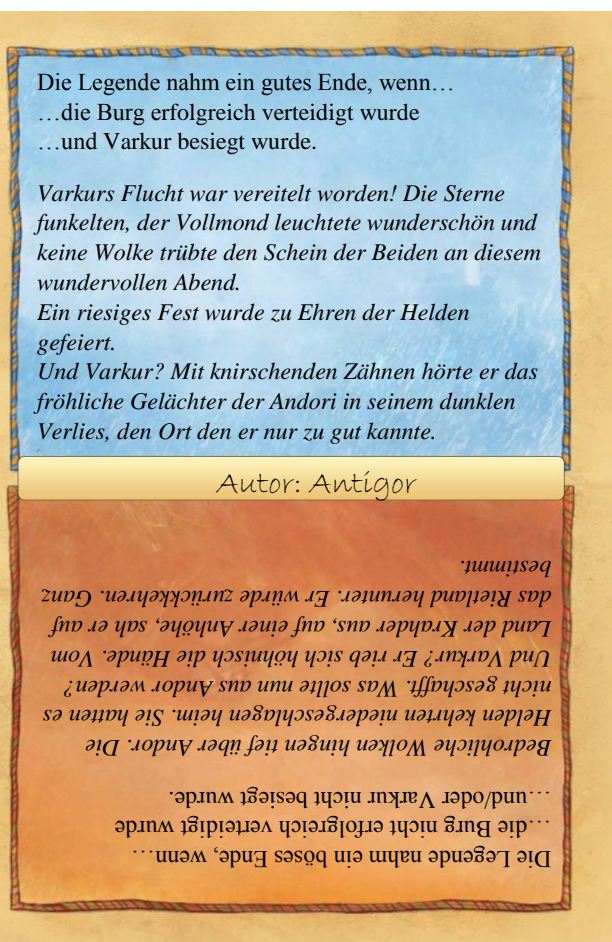 Die Legende nahm ein gutes Ende, wenn…
…die Burg erfolgreich verteidigt wurde
…und Varkur besiegt wurde.
Varkurs Flucht war vereitelt worden! Die Sterne
funkelten, der Vollmond leuchtete wunderschön und
keine Wolke trübte den Schein der Beiden an diesem
wundervollen Abend.
Ein riesiges Fest wurde zu Ehren der Helden
gefeiert.
Und Varkur? Mit knirschenden Zähnen hörte er das
fröhliche Gelächter der Andori in seinem dunklen
Verlies, den Ort den er nur zu gut kannte.
Autor: Antigor
Die Legende nahm ein böses Ende, wenn…
…die Burg nicht erfolgreich verteidigt wurde
…und/oder Varkur nicht besiegt wurde.
Bedrohliche Wolken hingen tief über Andor. Die
Helden kehrten niedergeschlagen heim. Sie hatten es
nicht geschafft. Was sollte nun aus Andor werden?
Und Varkur? Er rieb sich höhnisch die Hände. Vom
Land der Krahder aus, auf einer Anhöhe, sah er auf
das Rietland herunter. Er würde zurückkehren. Ganz
bestimmt.